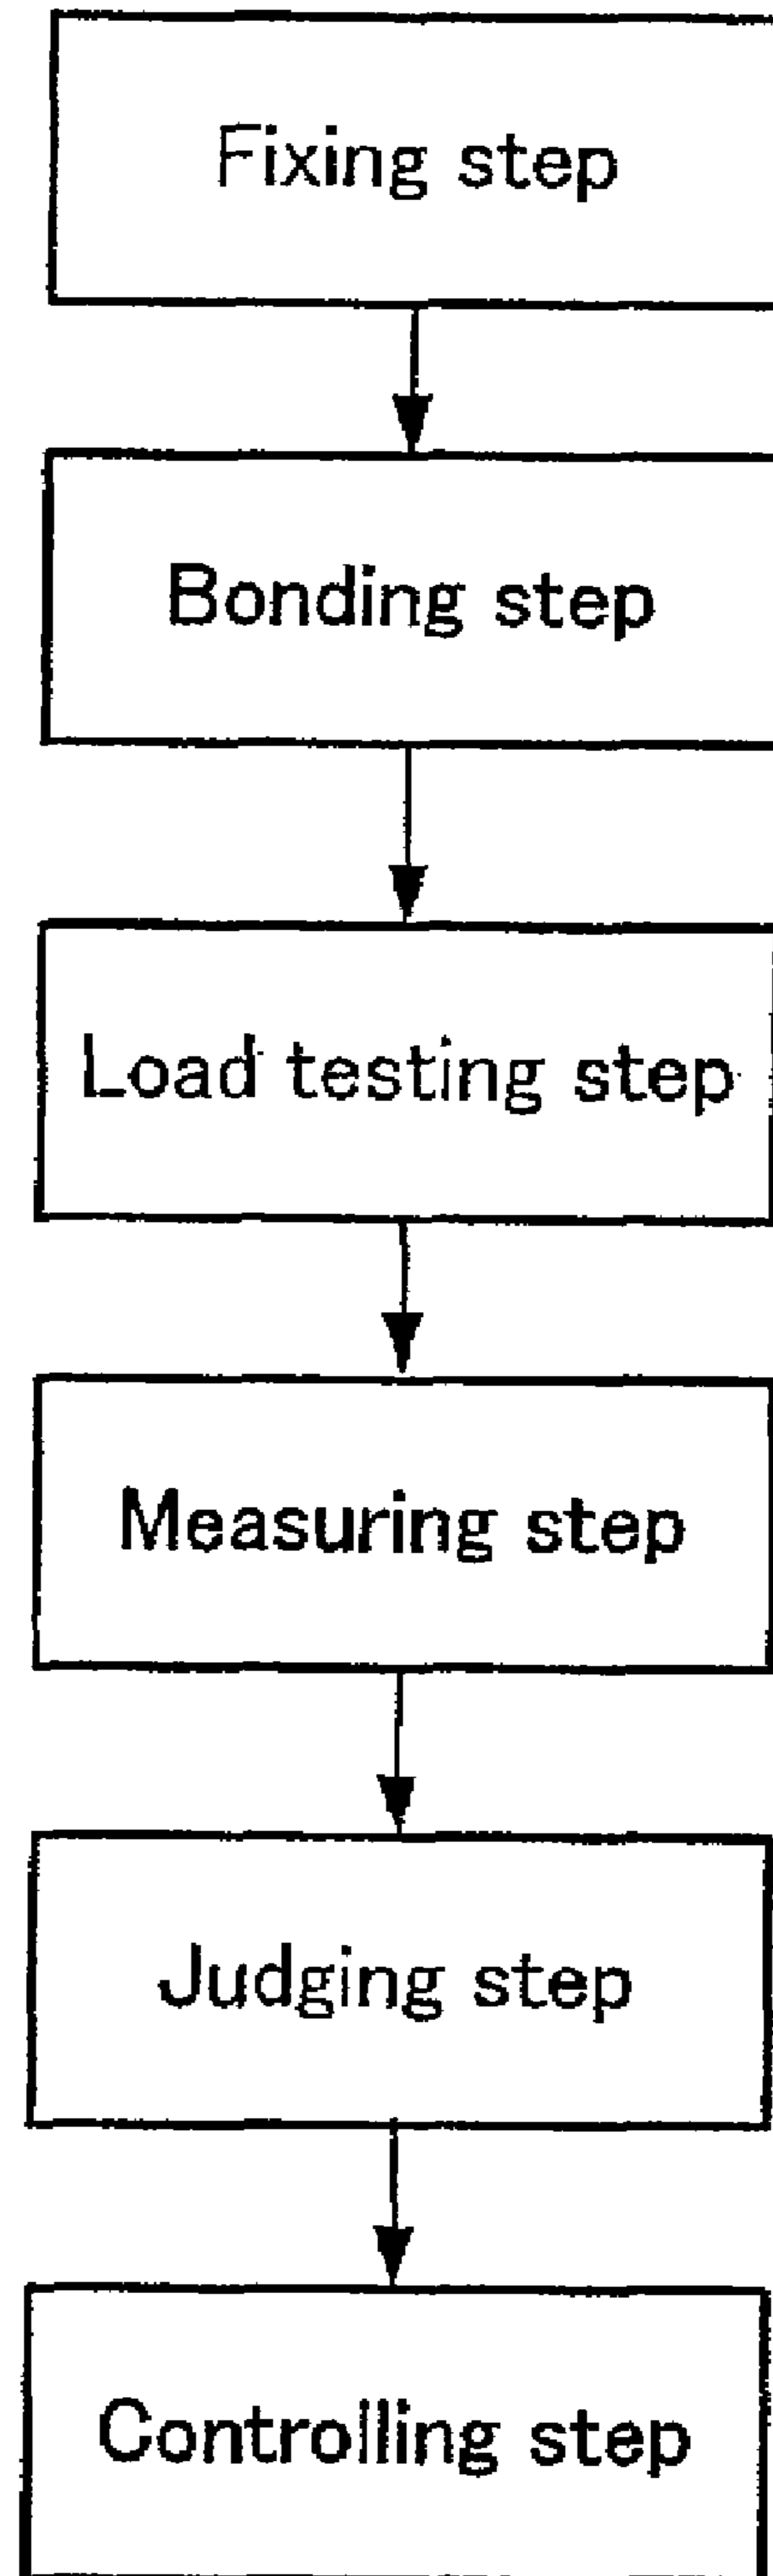 Fixing step
Bonding step
Load testing step
Measuring step
Judging step
Controlling step